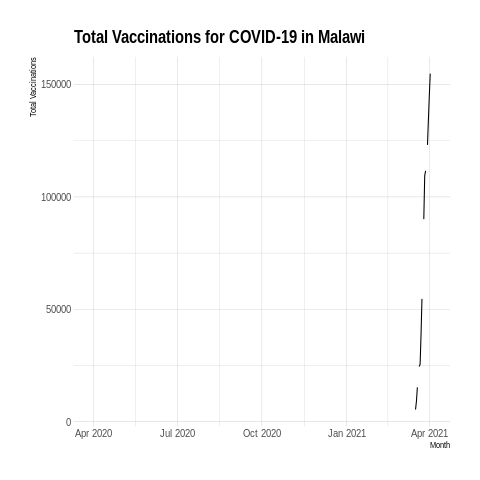 Total Vaccinations for COVID-19 in Malawi
Total Vaccinations
150000
100000
50000
0
Apr 2020 Jul 2020 Oct 2020 Jan 2021 Apr 2021
Month